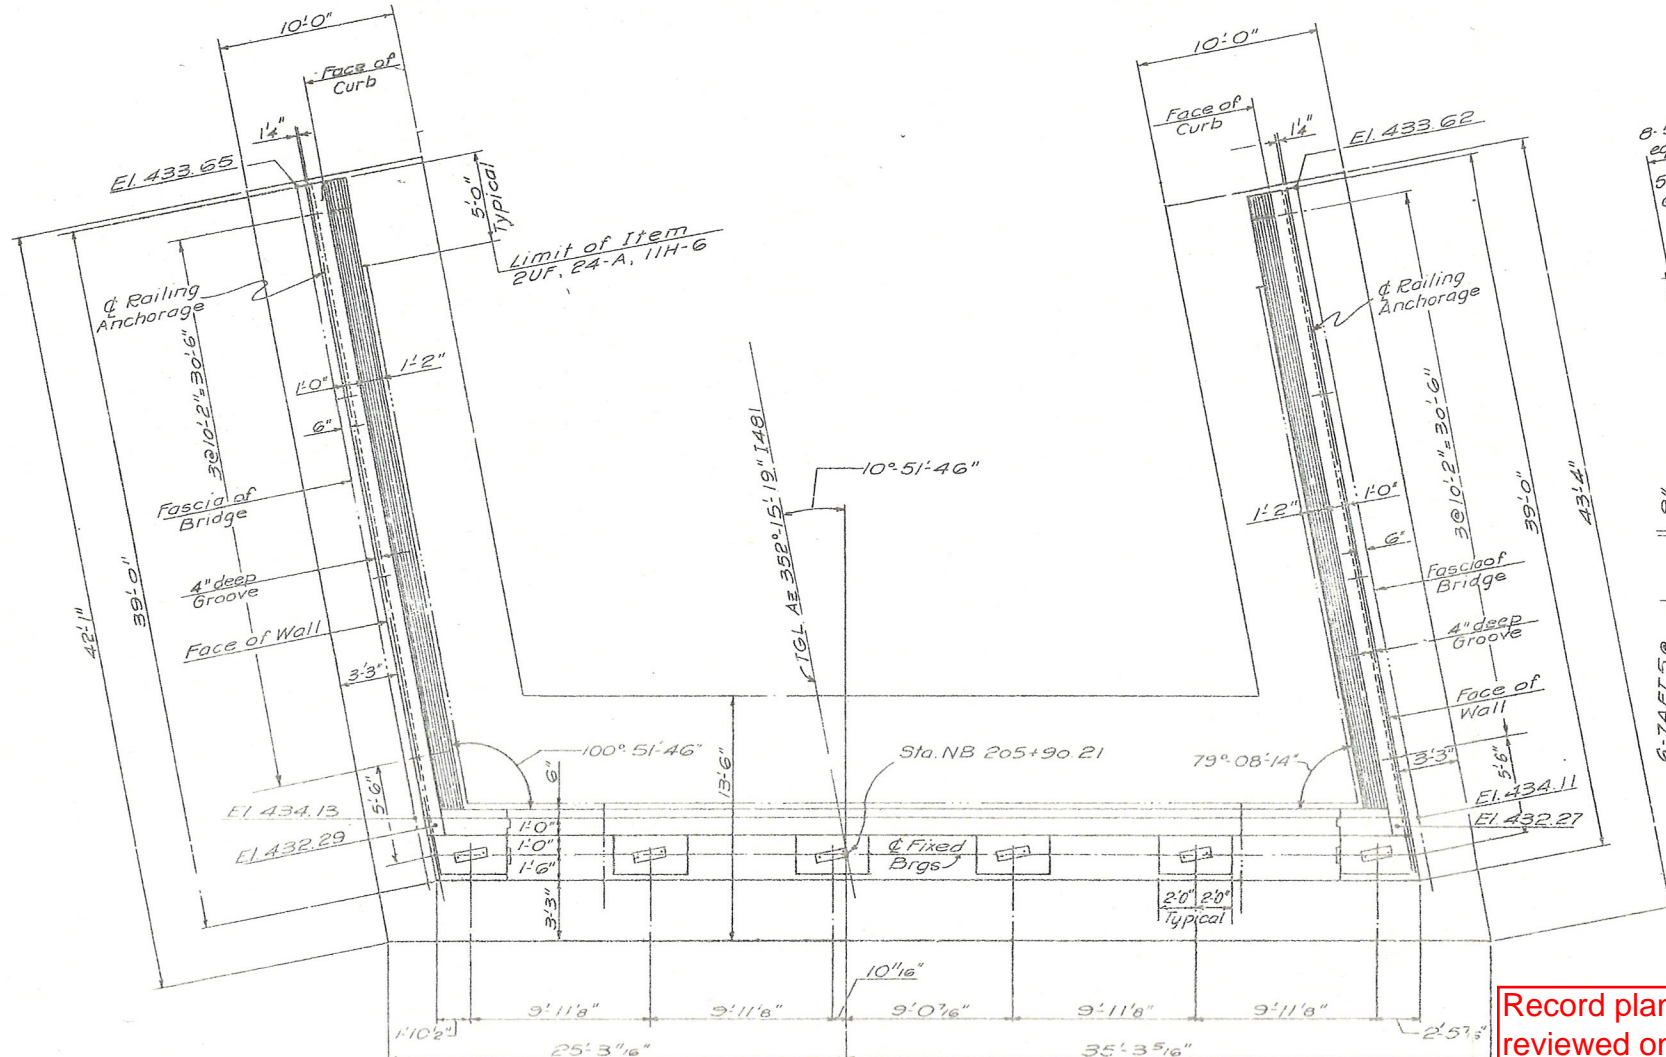 10'-0"
Face of
Curb
1'4"
El. 433.65
5'-0"
Typical
Limit of Item
2UF, 24-A, 11H-6
℄ Railing
Anchorage
3@10'-2"=30'-6"
1'-0"
1'-2"
6"
Fascia of
Bridge
4" deep
Groove
Face of Wall
3'-3"
39'-0"
42'-1"
5'-6"
El 434.13
El. 432.29
100°-51'-46"
6"
1'-0"
1'-0"
1'-6"
3'-3"
13'-6"
TGL Az 352°-15'-19" I481
10°-51'-46"
Sta. NB 205+90.21
℄ Fixed
Brgs
79°-08'-14"
2'-0" 2'-0"
Typical
10'-0"
Face of
Curb
1'4"
El. 433.62
℄ Railing
Anchorage
3@10'-2"=30'-6"
39'-0"
43'-4"
1'-2"
1'-0"
6"
Fascia of
Bridge
4" deep
Groove
Face of
Wall
3'-3"
5'-6"
El. 434.11
El. 432.27
9'-11⅛"
9'-11⅛"
9'-0⁷⁄₁₆"
9'-11⅛"
9'-11⅛"
1'-10½"
25'-3³⁄₁₆"
35'-3⁵⁄₁₆"
Record plan
reviewed on